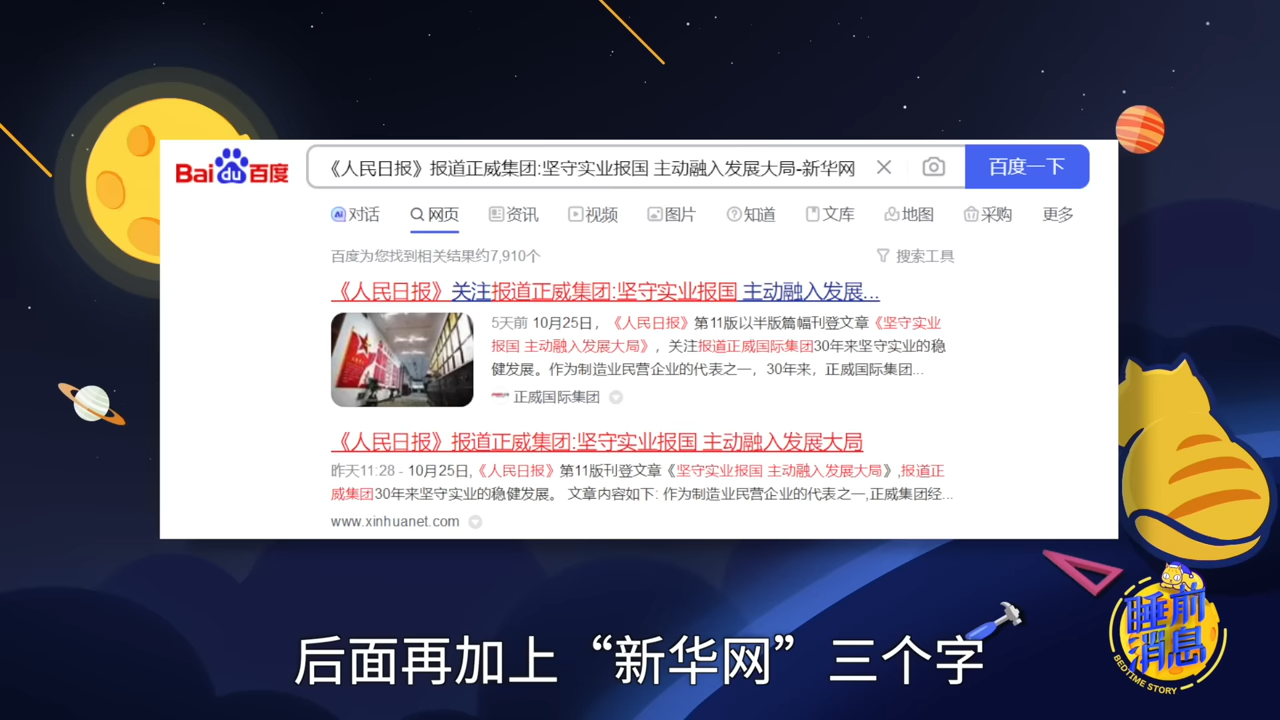 Bai du 百度
《人民日报》报道正威集团:坚守实业报国 主动融入发展大局-新华网
百度一下
Ai 对话
网页
资讯
视频
图片
知道
文库
地图
采购
更多
百度为您找到相关结果约7,910个
搜索工具
《人民日报》关注报道正威集团:坚守实业报国 主动融入发展...
5天前 10月25日，《人民日报》第11版以半版篇幅刊登文章《坚守实业
报国 主动融入发展大局》，关注报道正威国际集团30年来坚守实业的稳
健发展。作为制造业民营企业的代表之一，30年来，正威国际集团...
正威国际集团
《人民日报》报道正威集团:坚守实业报国 主动融入发展大局
昨天11:28 - 10月25日,《人民日报》第11版刊登文章《坚守实业报国 主动融入发展大局》,报道正
威集团30年来坚守实业的稳健发展。 文章内容如下: 作为制造业民营企业的代表之一,正威集团经...
www.xinhuanet.com
睡前
消息
BEDTIME STORY
后面再加上“新华网”三个字